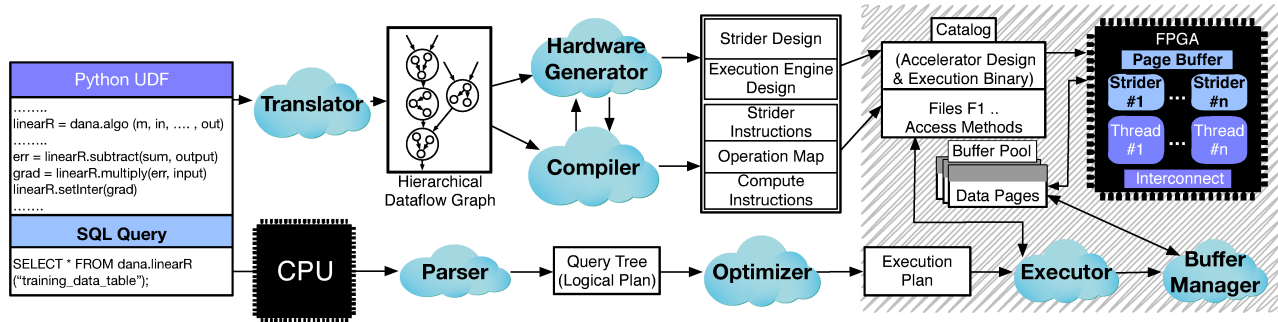 Python UDF
........
linearR = dana.algo (m, in, .... , out)
........
err = linearR.subtract(sum, output)
grad = linearR.multiply(err, input)
linearR.setInter(grad)
.......
SQL Query
SELECT * FROM dana.linearR
("training_data_table");
Translator
Hierarchical
Dataflow Graph
Hardware
Generator
Compiler
Strider Design
Execution Engine
Design
Strider
Instructions
Operation Map
Compute
Instructions
Catalog
(Accelerator Design
& Execution Binary)
Files F1 ..
Access Methods
Buffer Pool
Data Pages
FPGA
Page Buffer
Strider
#1
...
Strider
#n
Thread
#1
...
Thread
#n
Interconnect
CPU
Parser
Query Tree
(Logical Plan)
Optimizer
Execution
Plan
Executor
Buffer
Manager